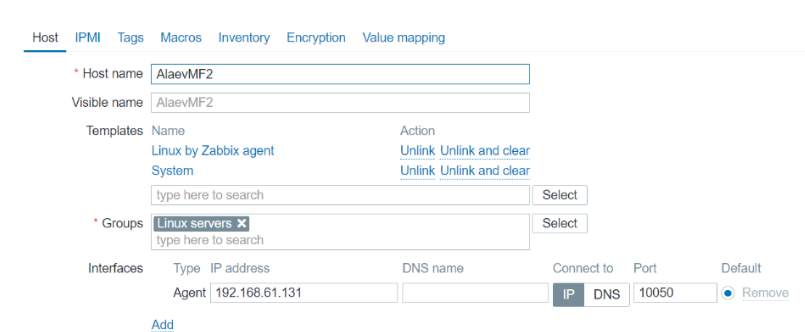 Host IPMI Tags Macros Inventory Encryption Value mapping
* Host name AlaevMF2
Visible name AlaevMF2
Templates Name Action
Linux by Zabbix agent Unlink Unlink and clear
System Unlink Unlink and clear
type here to search Select
* Groups Linux servers ✕ Select
type here to search
Interfaces Type IP address DNS name Connect to Port Default
Agent 192.168.61.131 IP DNS 10050 Remove
Add